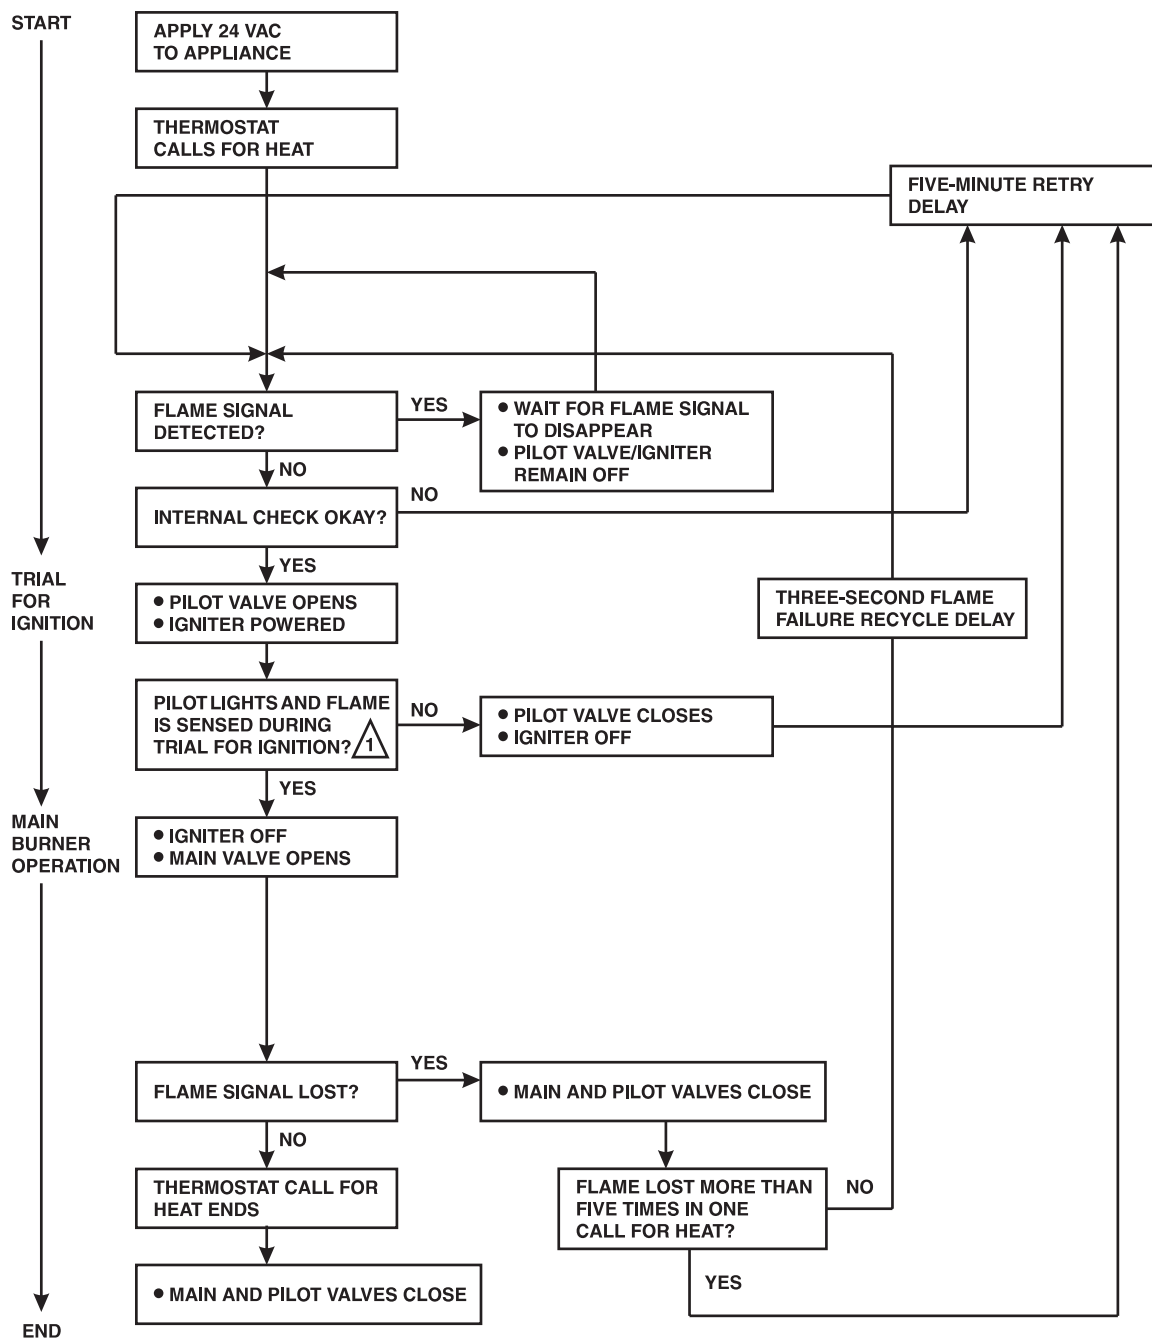 START
APPLY 24 VAC
TO APPLIANCE
THERMOSTAT
CALLS FOR HEAT
FIVE-MINUTE RETRY
DELAY
FLAME SIGNAL
DETECTED?
YES
● WAIT FOR FLAME SIGNAL
TO DISAPPEAR
● PILOT VALVE/IGNITER
REMAIN OFF
NO
INTERNAL CHECK OKAY?
NO
YES
TRIAL
FOR
IGNITION
● PILOT VALVE OPENS
● IGNITER POWERED
THREE-SECOND FLAME
FAILURE RECYCLE DELAY
PILOT LIGHTS AND FLAME
IS SENSED DURING
TRIAL FOR IGNITION? 1
NO
● PILOT VALVE CLOSES
● IGNITER OFF
YES
MAIN
BURNER
OPERATION
● IGNITER OFF
● MAIN VALVE OPENS
FLAME SIGNAL LOST?
YES
● MAIN AND PILOT VALVES CLOSE
NO
THERMOSTAT CALL FOR
HEAT ENDS
FLAME LOST MORE THAN
FIVE TIMES IN ONE
CALL FOR HEAT?
NO
YES
● MAIN AND PILOT VALVES CLOSE
END